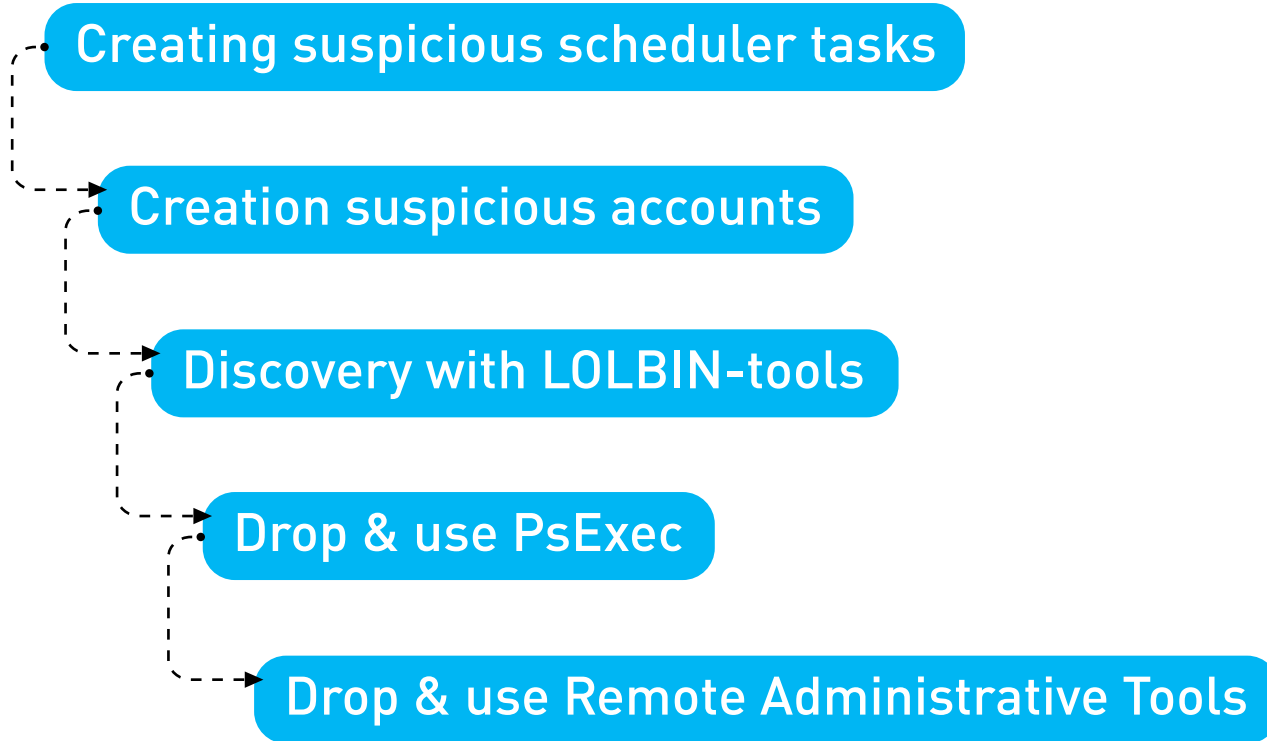 Creating suspicious scheduler tasks
Creation suspicious accounts
Discovery with LOLBIN-tools
Drop & use PsExec
Drop & use Remote Administrative Tools